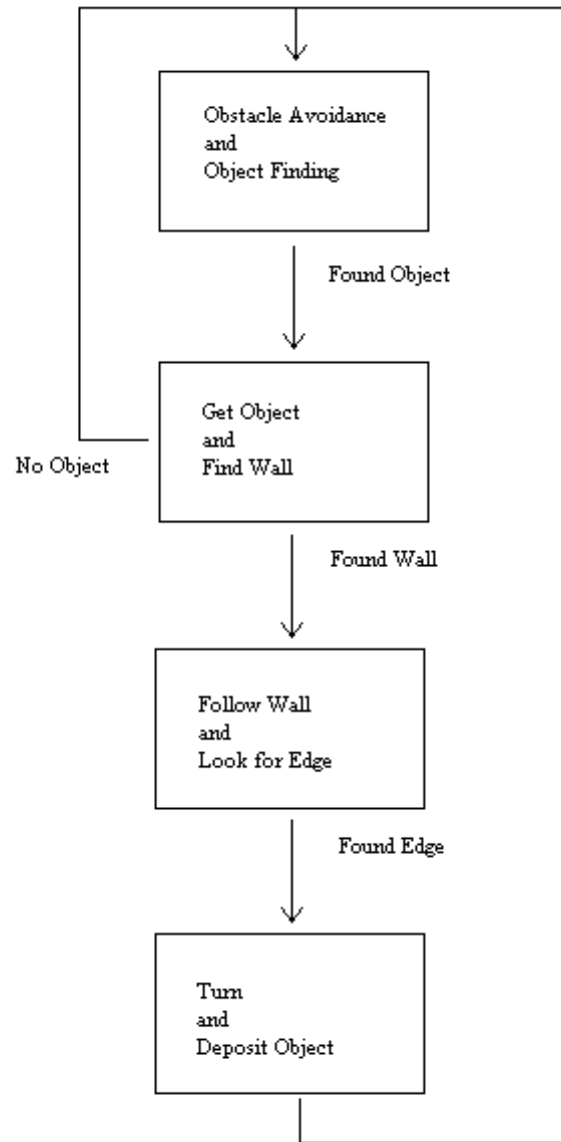 Obstacle Avoidance
and
Object Finding
Found Object
Get Object
and
Find Wall
No Object
Found Wall
Follow Wall
and
Look for Edge
Found Edge
Turn
and
Deposit Object